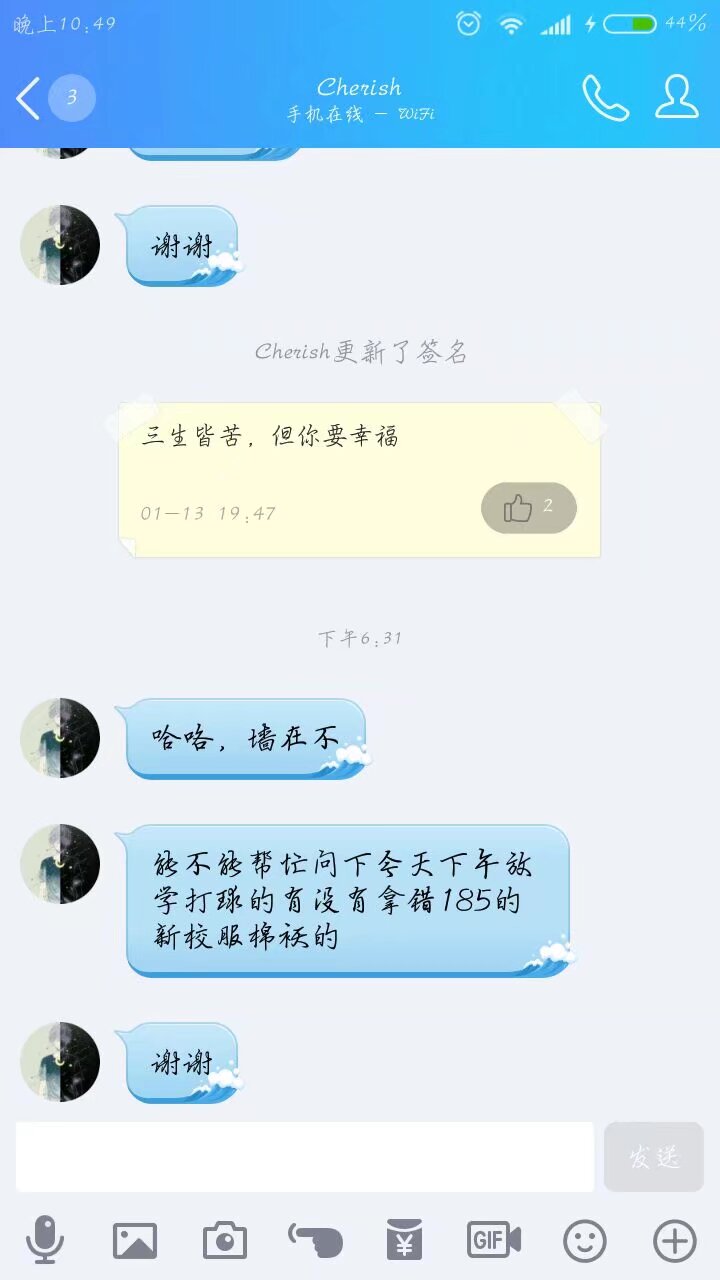 晚上10:49
44%
3
Cherish
手机在线 - WiFi
谢谢
Cherish更新了签名
三生皆苦，但你要幸福
01-13 19:47
2
下午6:31
哈咯，墙在不
能不能帮忙问下今天下午放
学打球的有没有拿错185的
新校服棉袄的
谢谢
发送
¥
GIF